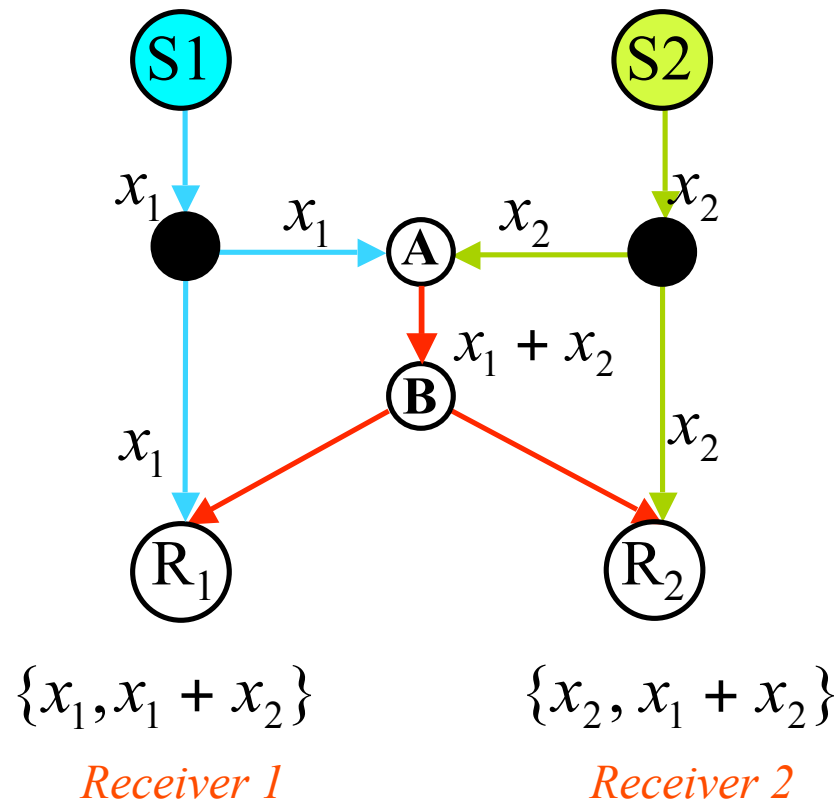 S1 S2
x₁ x₂
x₁ A x₂
x₁ + x₂
B
x₁ x₂
R₁ R₂
{x₁, x₁ + x₂} {x₂, x₁ + x₂}
Receiver 1 Receiver 2